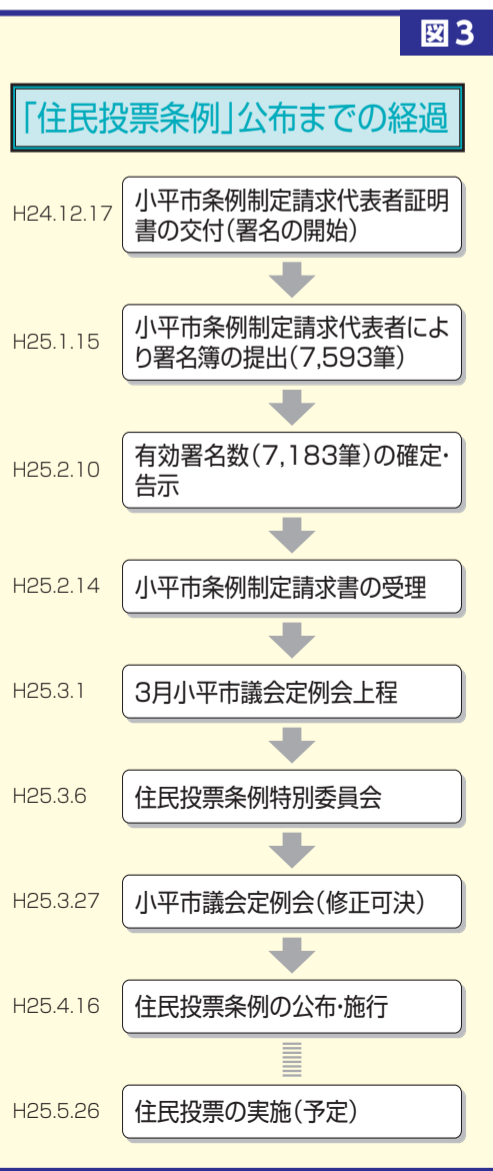 図3
「住民投票条例」公布までの経過
H24.12.17
小平市条例制定請求代表者証明
書の交付(署名の開始)
H25.1.15
小平市条例制定請求代表者によ
り署名簿の提出(7,593筆)
H25.2.10
有効署名数(7,183筆)の確定・
告示
H25.2.14
小平市条例制定請求書の受理
H25.3.1
3月小平市議会定例会上程
H25.3.6
住民投票条例特別委員会
H25.3.27
小平市議会定例会(修正可決)
H25.4.16
住民投票条例の公布・施行
H25.5.26
住民投票の実施(予定)